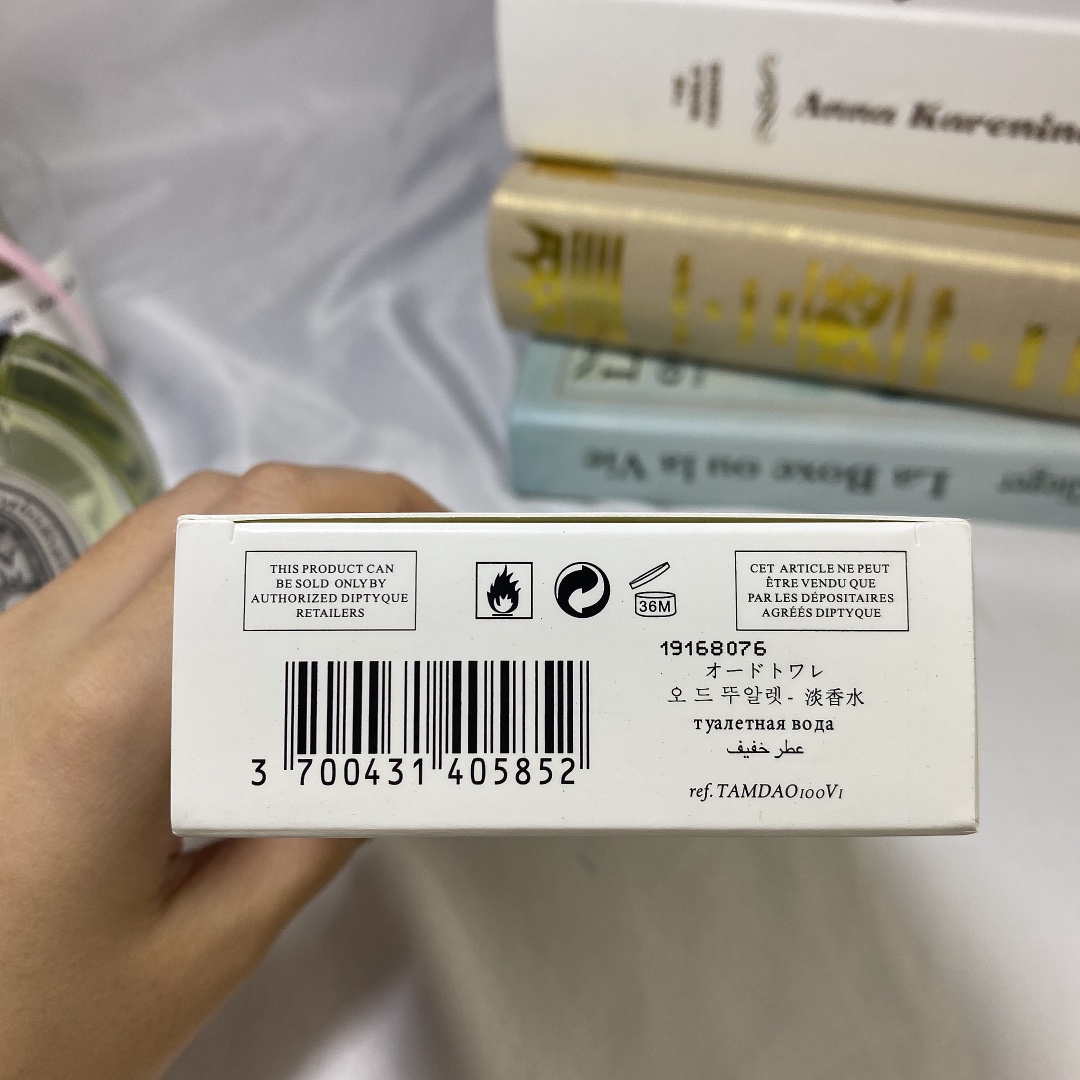 Anna Karenina
La Boxe ou la Vie
THIS PRODUCT CAN
BE SOLD ONLY BY
AUTHORIZED DIPTYQUE
RETAILERS
36M
CET ARTICLE NE PEUT
ÊTRE VENDU QUE
PAR LES DÉPOSITAIRES
AGRÉÉS DIPTYQUE
19168076
オードトワレ
오 드 뚜알렛 - 淡香水
туалетная вода
عطر خفيف
3 700431 405852
ref. TAMDAO100V1